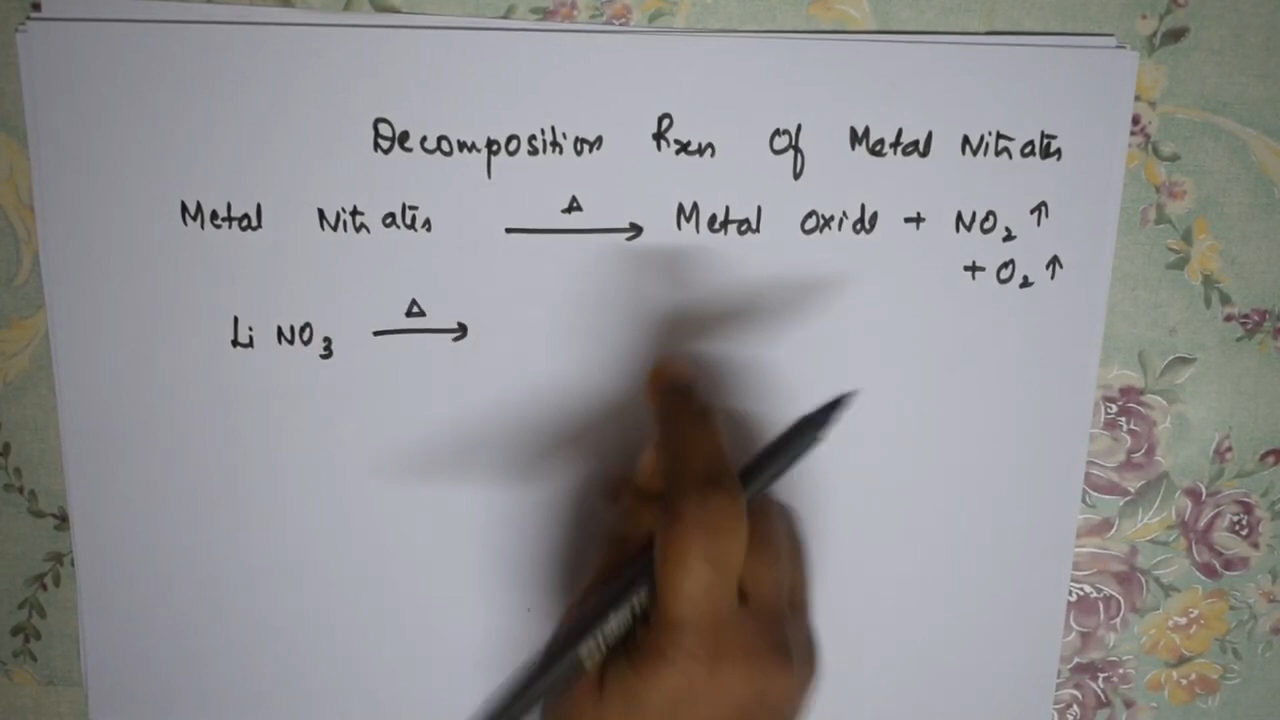 Decomposition Rxn Of Metal Nitrates
Metal Nitrates Δ→ Metal Oxide + NO₂ ↑
+ O₂ ↑
Li NO₃ Δ→